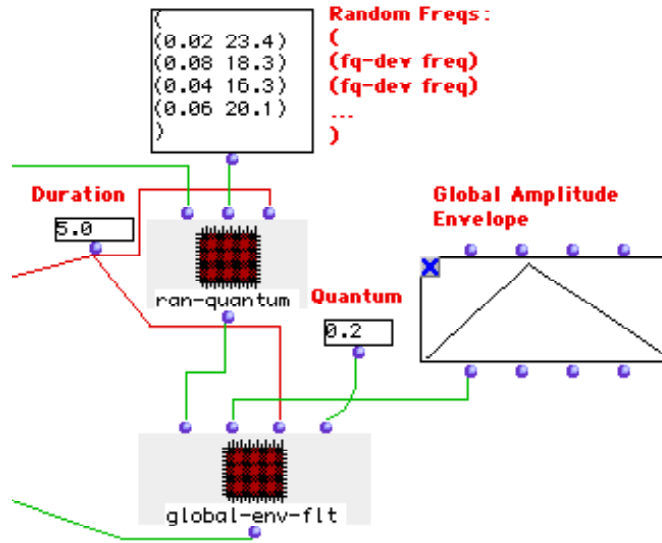 (
(0.02 23.4)
(0.08 18.3)
(0.04 16.3)
(0.06 20.1)
)
Random Freqs:
(
(fq-dev freq)
(fq-dev freq)
...
)
Duration
5.0
Global Amplitude
Envelope
ran-quantum
Quantum
0.2
global-env-flt